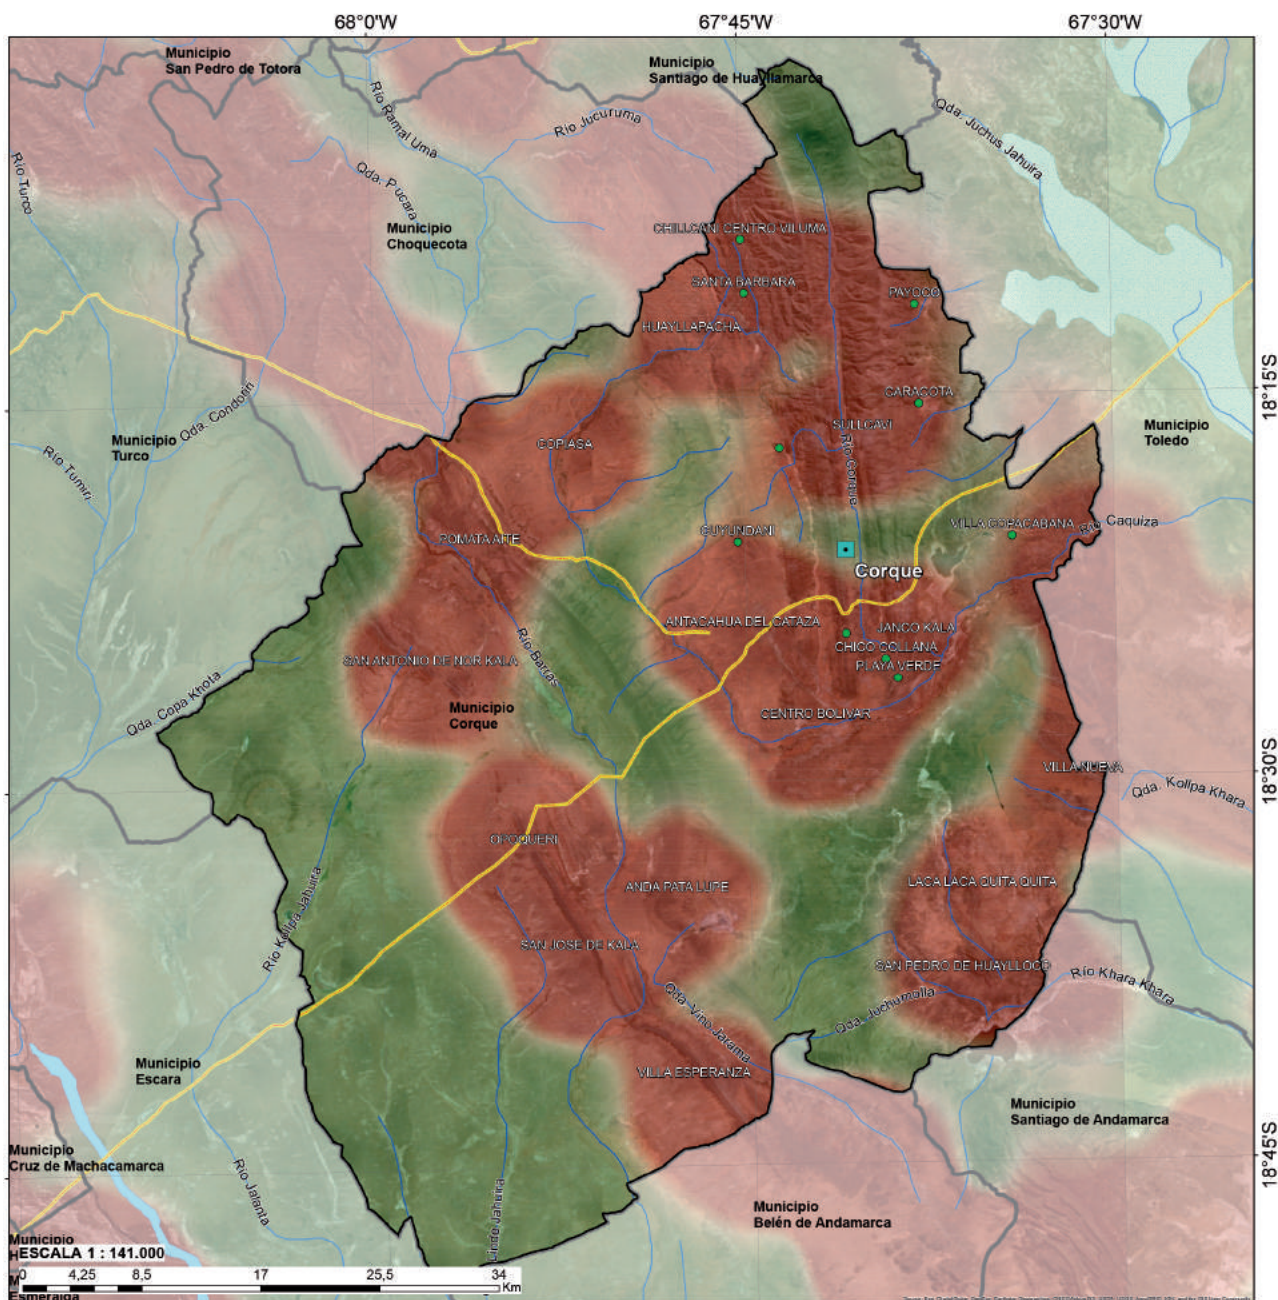 68°0'W
67°45'W
67°30'W
Municipio
San Pedro de Totora
Municipio
Santiago de Huayllamarca
Río Ramal Uma
Río Jucuruma
Qda. Juchus Jahuira
Río Turco
Qda. Pucara
Municipio
Choquecota
CHILLCANI CENTRO VILUMA
SANTA BARBARA
PAYOCO
HUAYLLAPACHA
18°15'S
CARACOTA
Qda. Condoriri
SULLCAVI
Municipio
Turco
COPIASA
Municipio
Toledo
Río Tumiri
Río Corque
CUYUNDANI
VILLA COPACABANA
Río Caquiza
POMATA AITE
Corque
ANTACAHUA DEL CATAZA
JANCO KALA
CHICO COLLANA
PLAYA VERDE
SAN ANTONIO DE NOR KALA
Río Barras
Qda. Copa Khota
Municipio
Corque
CENTRO BOLIVAR
18°30'S
VILLA NUEVA
Qda. Kollpa Khara
OPOQUERI
ANDA PATA LUPE
LACA LACA QUITA QUITA
Río Kollpa Jahuira
SAN JOSE DE KALA
SAN PEDRO DE HUAYLLOCO
Río Khara Khara
Qda. Vino Jarama
Qda. Juchumolla
Municipio
Escara
VILLA ESPERANZA
Municipio
Santiago de Andamarca
18°45'S
Municipio
Cruz de Machacamarca
Río Jalanta
Municipio
Belén de Andamarca
Municipio
ESCALA 1 : 141.000
0 4,25 8,5 17 25,5 34
Km
Esmeralda